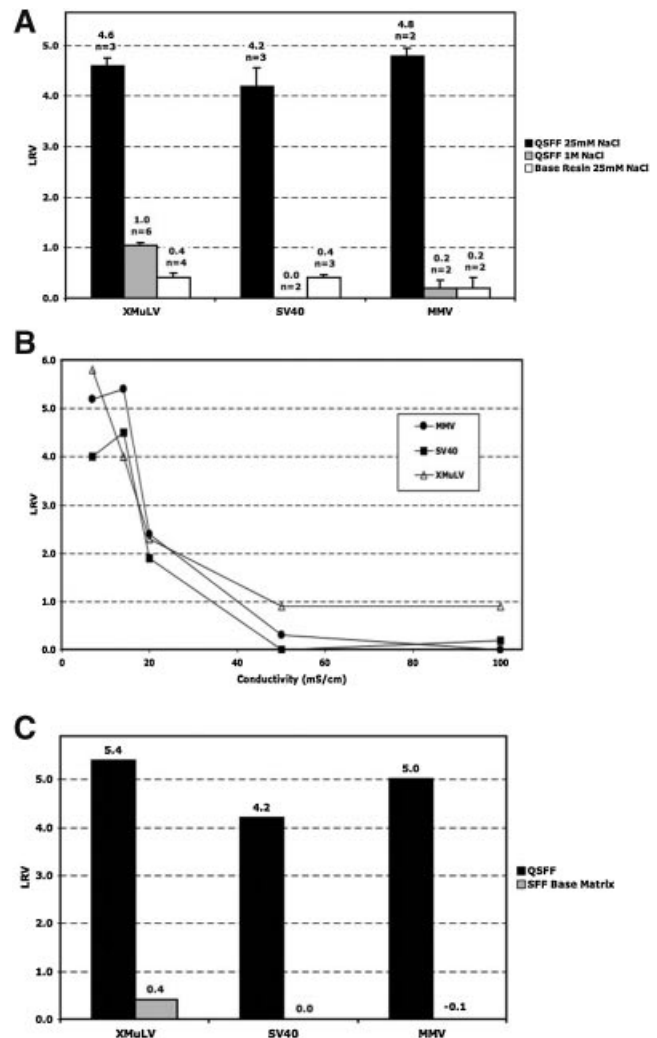 A
4.6
n=3
4.2
n=3
4.8
n=2
5.0
4.0
3.0
2.0
1.0
0.0
LRV
1.0
n=6
0.4
n=4
0.0
n=2
0.4
n=3
0.2
n=2
0.2
n=2
XMuLV
SV40
MMV
QSFF 25mM NaCl
QSFF 1M NaCl
Base Resin 25mM NaCl
B
6.0
5.0
4.0
3.0
2.0
1.0
0.0
LRV
MMV
SV40
XMuLV
0
20
40
60
80
100
Conductivity (mS/cm)
C
5.4
4.2
5.0
5.0
4.0
3.0
2.0
1.0
0.0
LRV
0.4
0.0
-0.1
XMuLV
SV40
MMV
QSFF
SFF Base Matrix